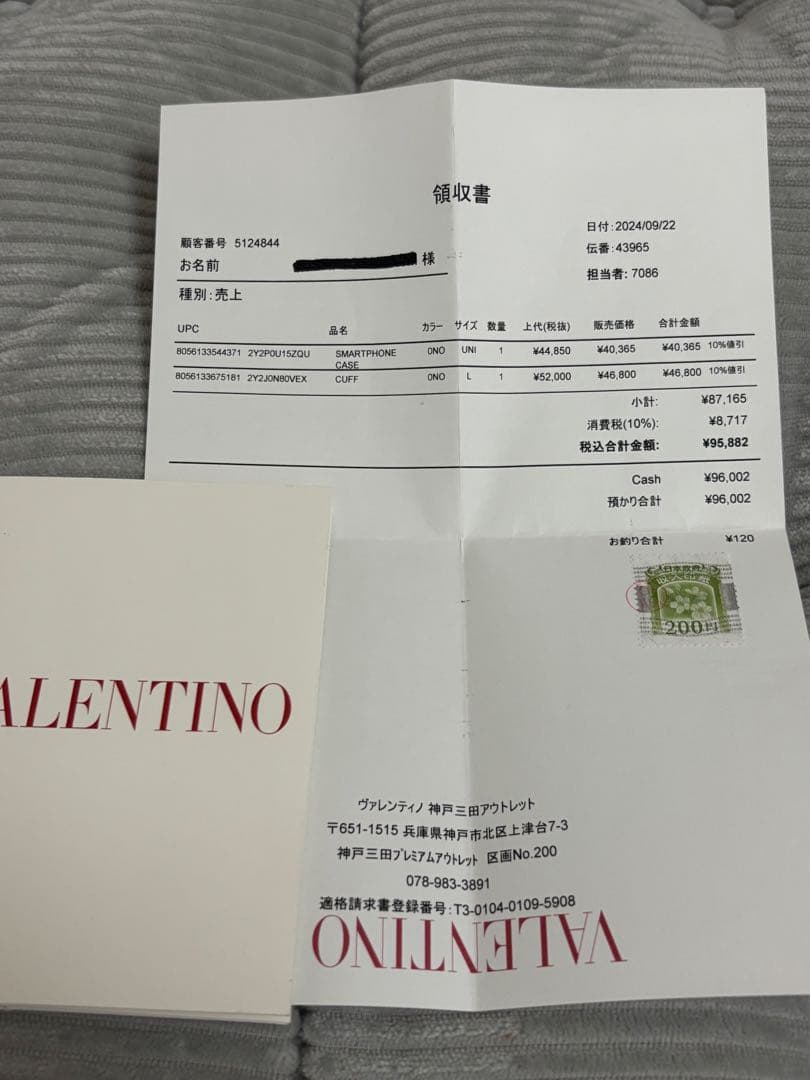 領収書
日付:2024/09/22
顧客番号 5124844
伝番:43965
お名前 様
担当者: 7086
種別:売上
UPC 品名 カラー サイズ 数量 上代(税抜) 販売価格 合計金額
8056133544371 2Y2P0U15ZQU SMARTPHONE CASE 0NO UNI 1 ¥44,850 ¥40,365 ¥40,365 10%値引
8056133675181 2Y2J0N80VEX CUFF 0NO L 1 ¥52,000 ¥46,800 ¥46,800 10%値引
小計: ¥87,165
消費税(10%): ¥8,717
税込合計金額: ¥95,882
Cash ¥96,002
預かり合計 ¥96,002
お釣り合計 ¥120
日本政府
収入印紙
200円
ALENTINO
ヴァレンティノ 神戸三田アウトレット
〒651-1515 兵庫県神戸市北区上津台7-3
神戸三田プレミアムアウトレット 区画No.200
078-983-3891
適格請求書登録番号:T3-0104-0109-5908
VALENTINO